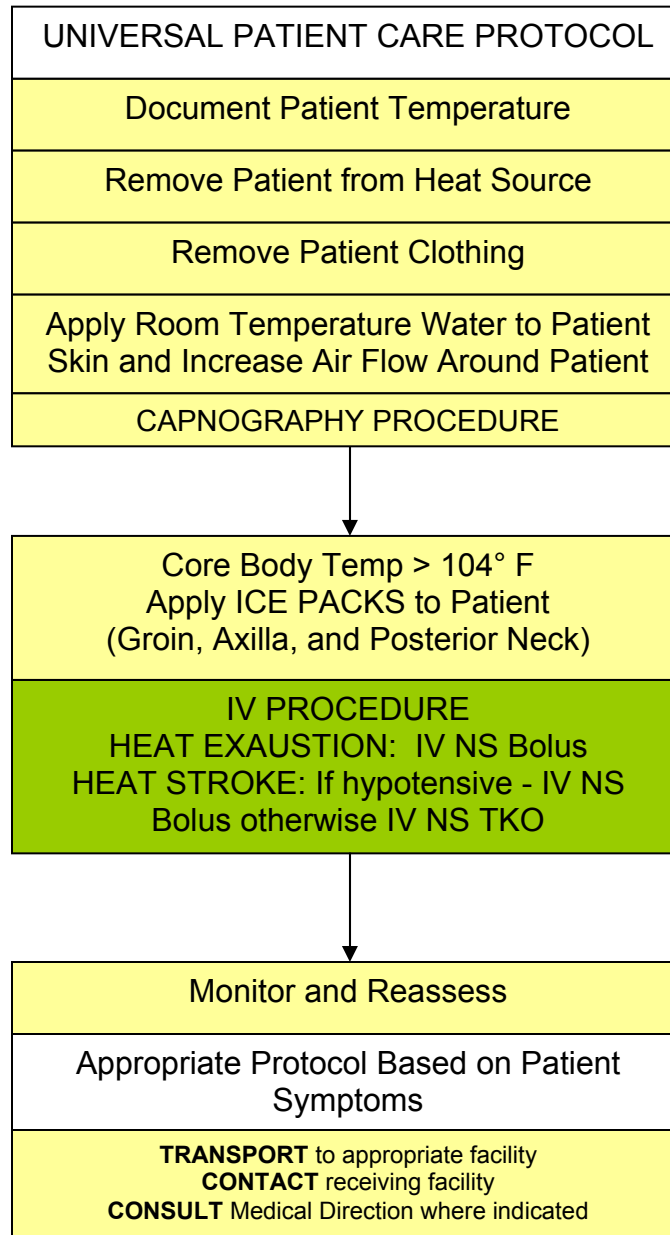 UNIVERSAL PATIENT CARE PROTOCOL
Document Patient Temperature
Remove Patient from Heat Source
Remove Patient Clothing
Apply Room Temperature Water to Patient
Skin and Increase Air Flow Around Patient
CAPNOGRAPHY PROCEDURE
Core Body Temp > 104° F
Apply ICE PACKS to Patient
(Groin, Axilla, and Posterior Neck)
IV PROCEDURE
HEAT EXAUSTION:  IV NS Bolus
HEAT STROKE: If hypotensive - IV NS
Bolus otherwise IV NS TKO
Monitor and Reassess
Appropriate Protocol Based on Patient
Symptoms
TRANSPORT to appropriate facility
CONTACT receiving facility
CONSULT Medical Direction where indicated